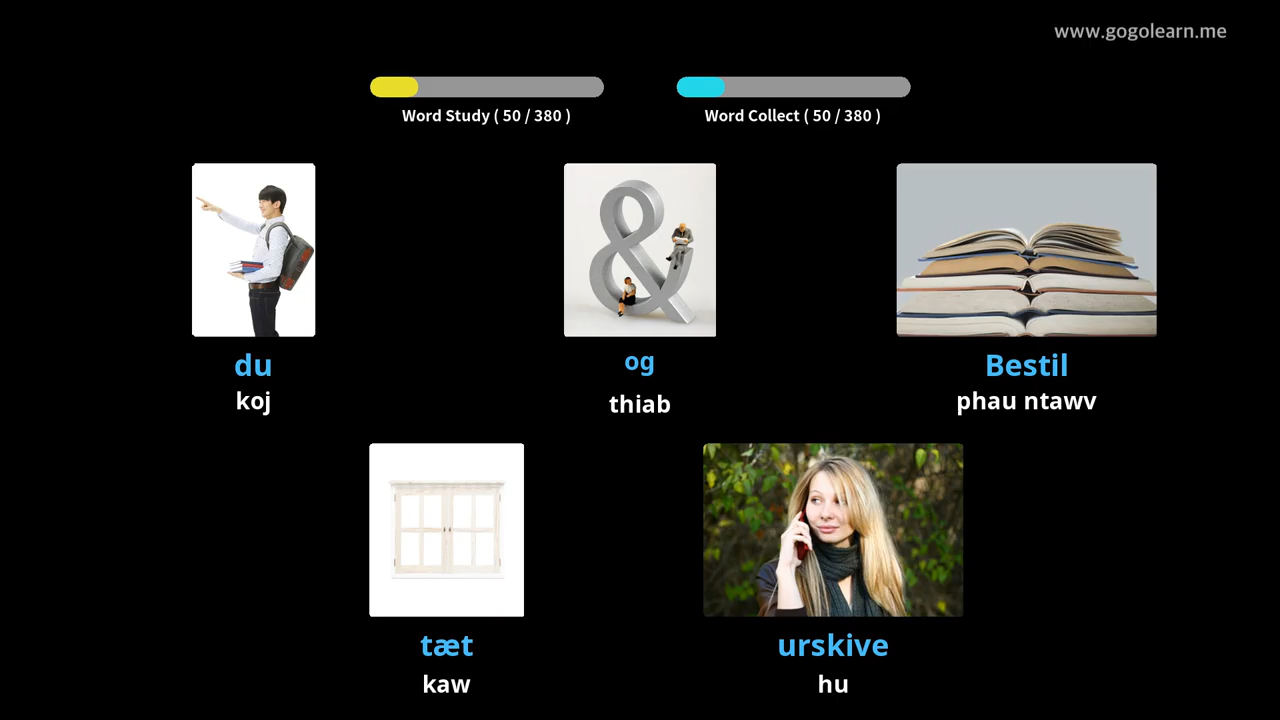 www.gogolearn.me
Word Study ( 50 / 380 )
Word Collect ( 50 / 380 )
du
koj
og
thiab
Bestil
phau ntawv
tæt
kaw
urskive
hu